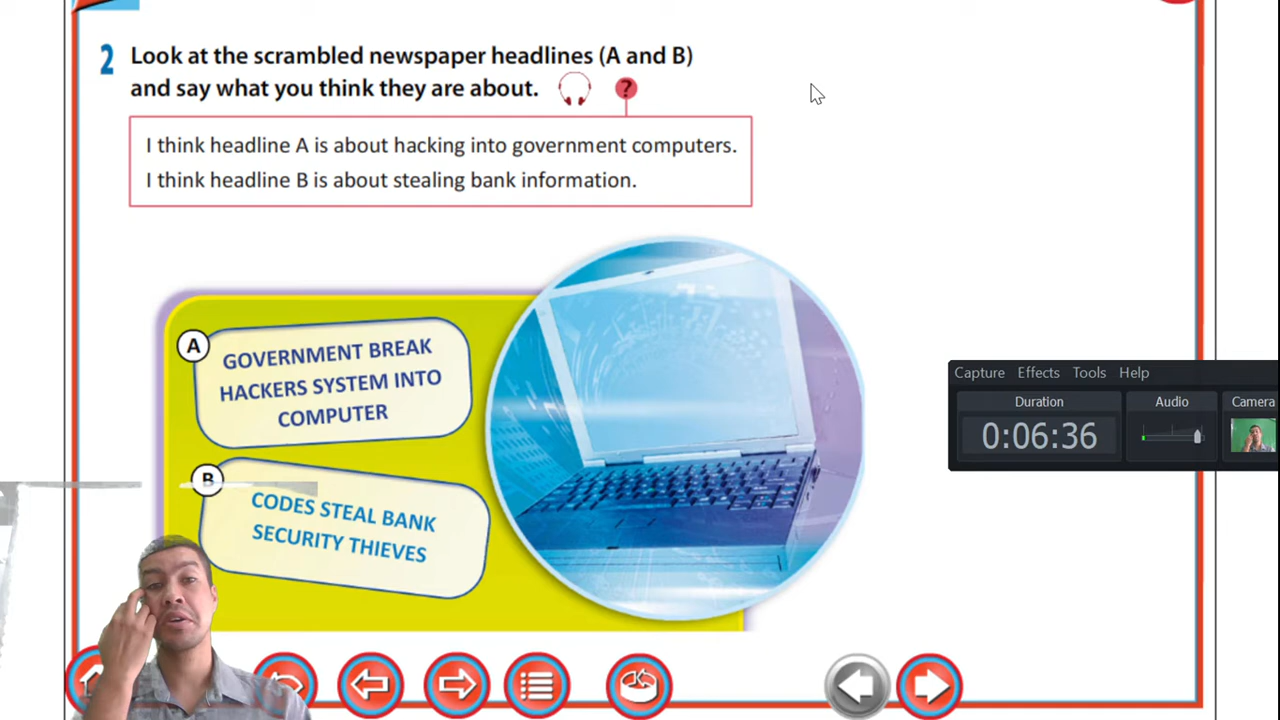 2 Look at the scrambled newspaper headlines (A and B)
and say what you think they are about.
?
I think headline A is about hacking into government computers.
I think headline B is about stealing bank information.
A
GOVERNMENT BREAK
HACKERS SYSTEM INTO
COMPUTER
B
CODES STEAL BANK
SECURITY THIEVES
Capture Effects Tools Help
Duration Audio Camera
0:06:36